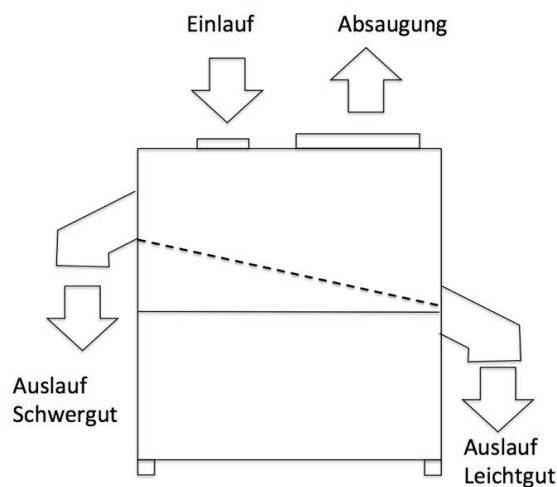 Einlauf
Absaugung
Auslauf
Schwergut
Auslauf
Leichtgut